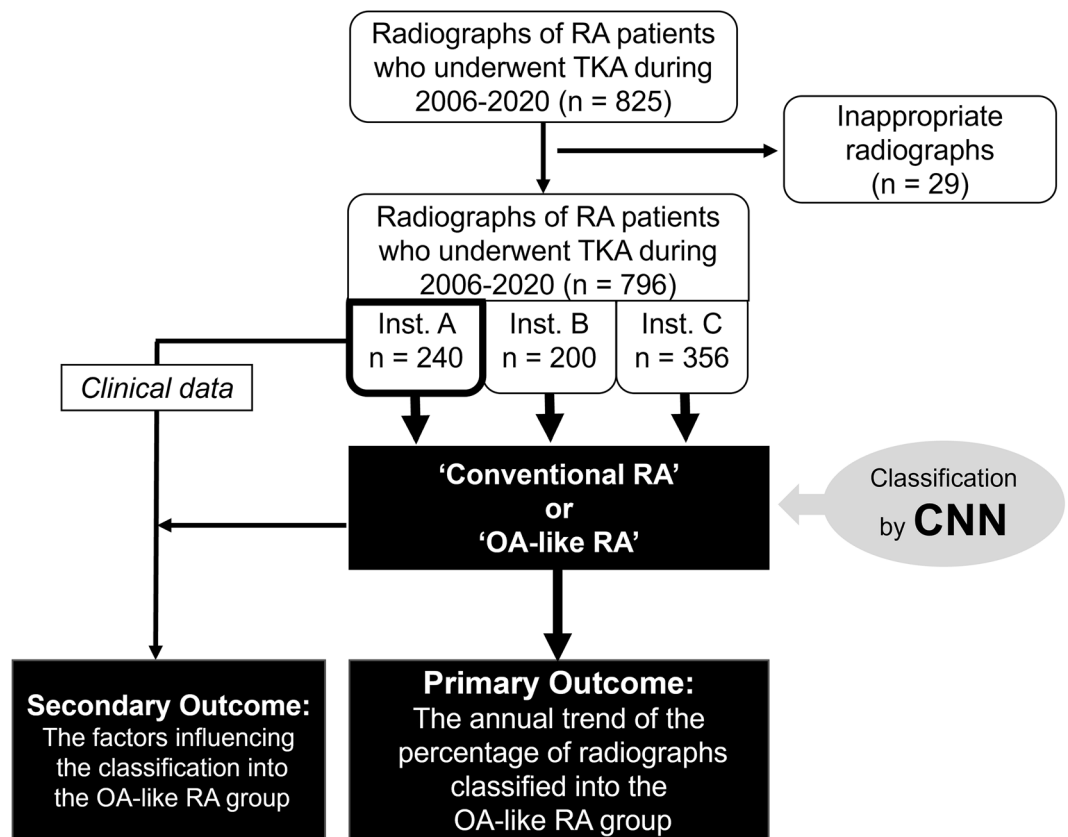 Radiographs of RA patients
who underwent TKA during
2006-2020 (n = 825)
Inappropriate
radiographs
(n = 29)
Radiographs of RA patients
who underwent TKA during
2006-2020 (n = 796)
Inst. A
n = 240
Inst. B
n = 200
Inst. C
n = 356
Clinical data
‘Conventional RA’
or
‘OA-like RA’
Classification
by CNN
Secondary Outcome:
The factors influencing
the classification into
the OA-like RA group
Primary Outcome:
The annual trend of the
percentage of radiographs
classified into the
OA-like RA group